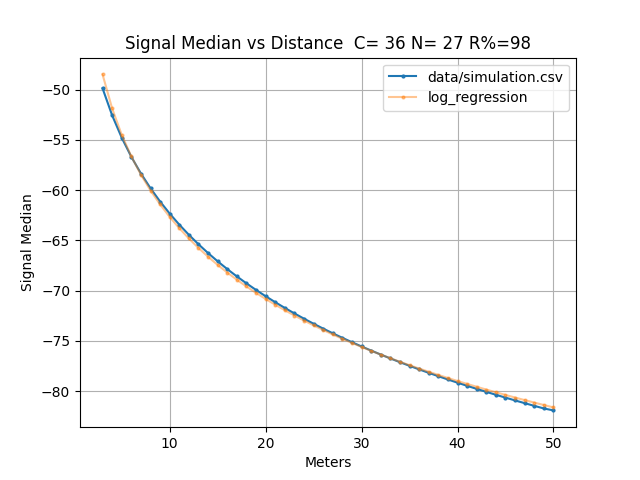 Signal Median vs Distance  C= 36 N= 27 R%=98
data/simulation.csv
log_regression
−50
−55
−60
−65
−70
−75
−80
Signal Median
10
20
30
40
50
Meters